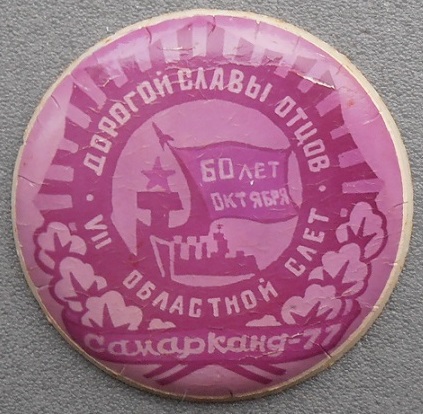 ДОРОГОЙ СЛАВЫ ОТЦОВ
60 ЛЕТ
ОКТЯБРЯ
VII ОБЛАСТНОЙ СЛЕТ
Самарканд-77